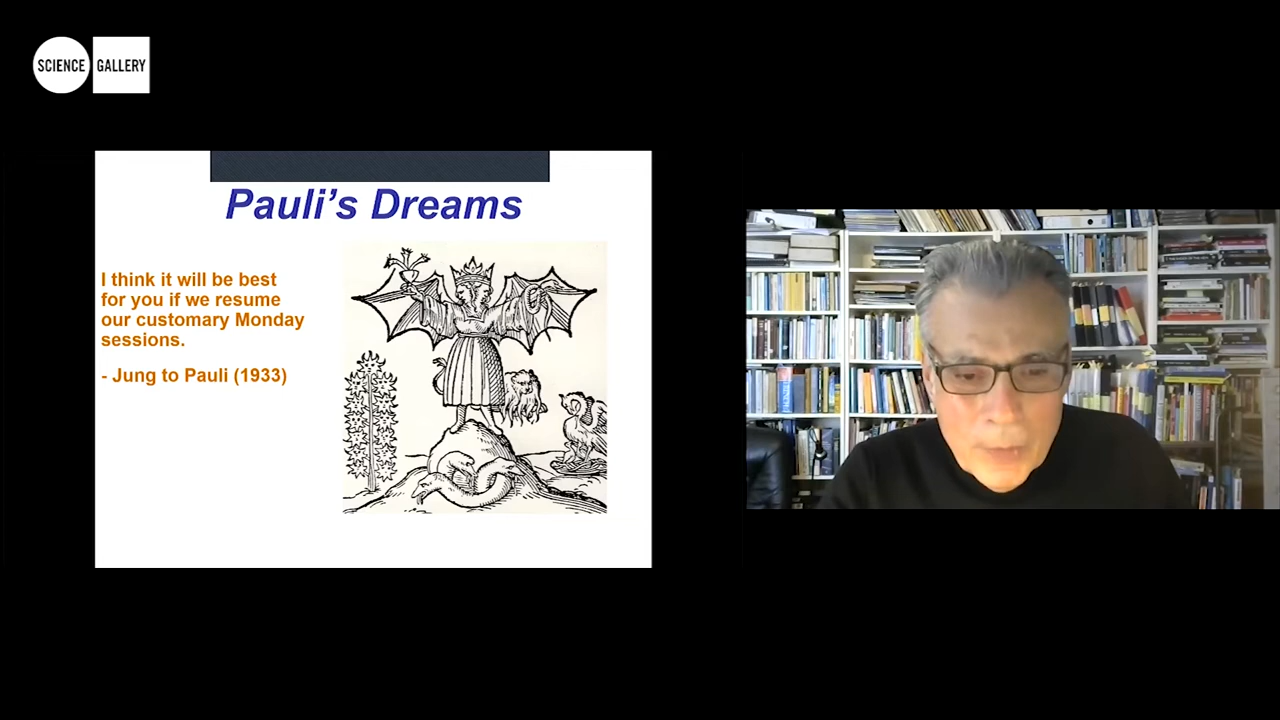 SCIENCE GALLERY
Pauli's Dreams
I think it will be best
for you if we resume
our customary Monday
sessions.
- Jung to Pauli (1933)